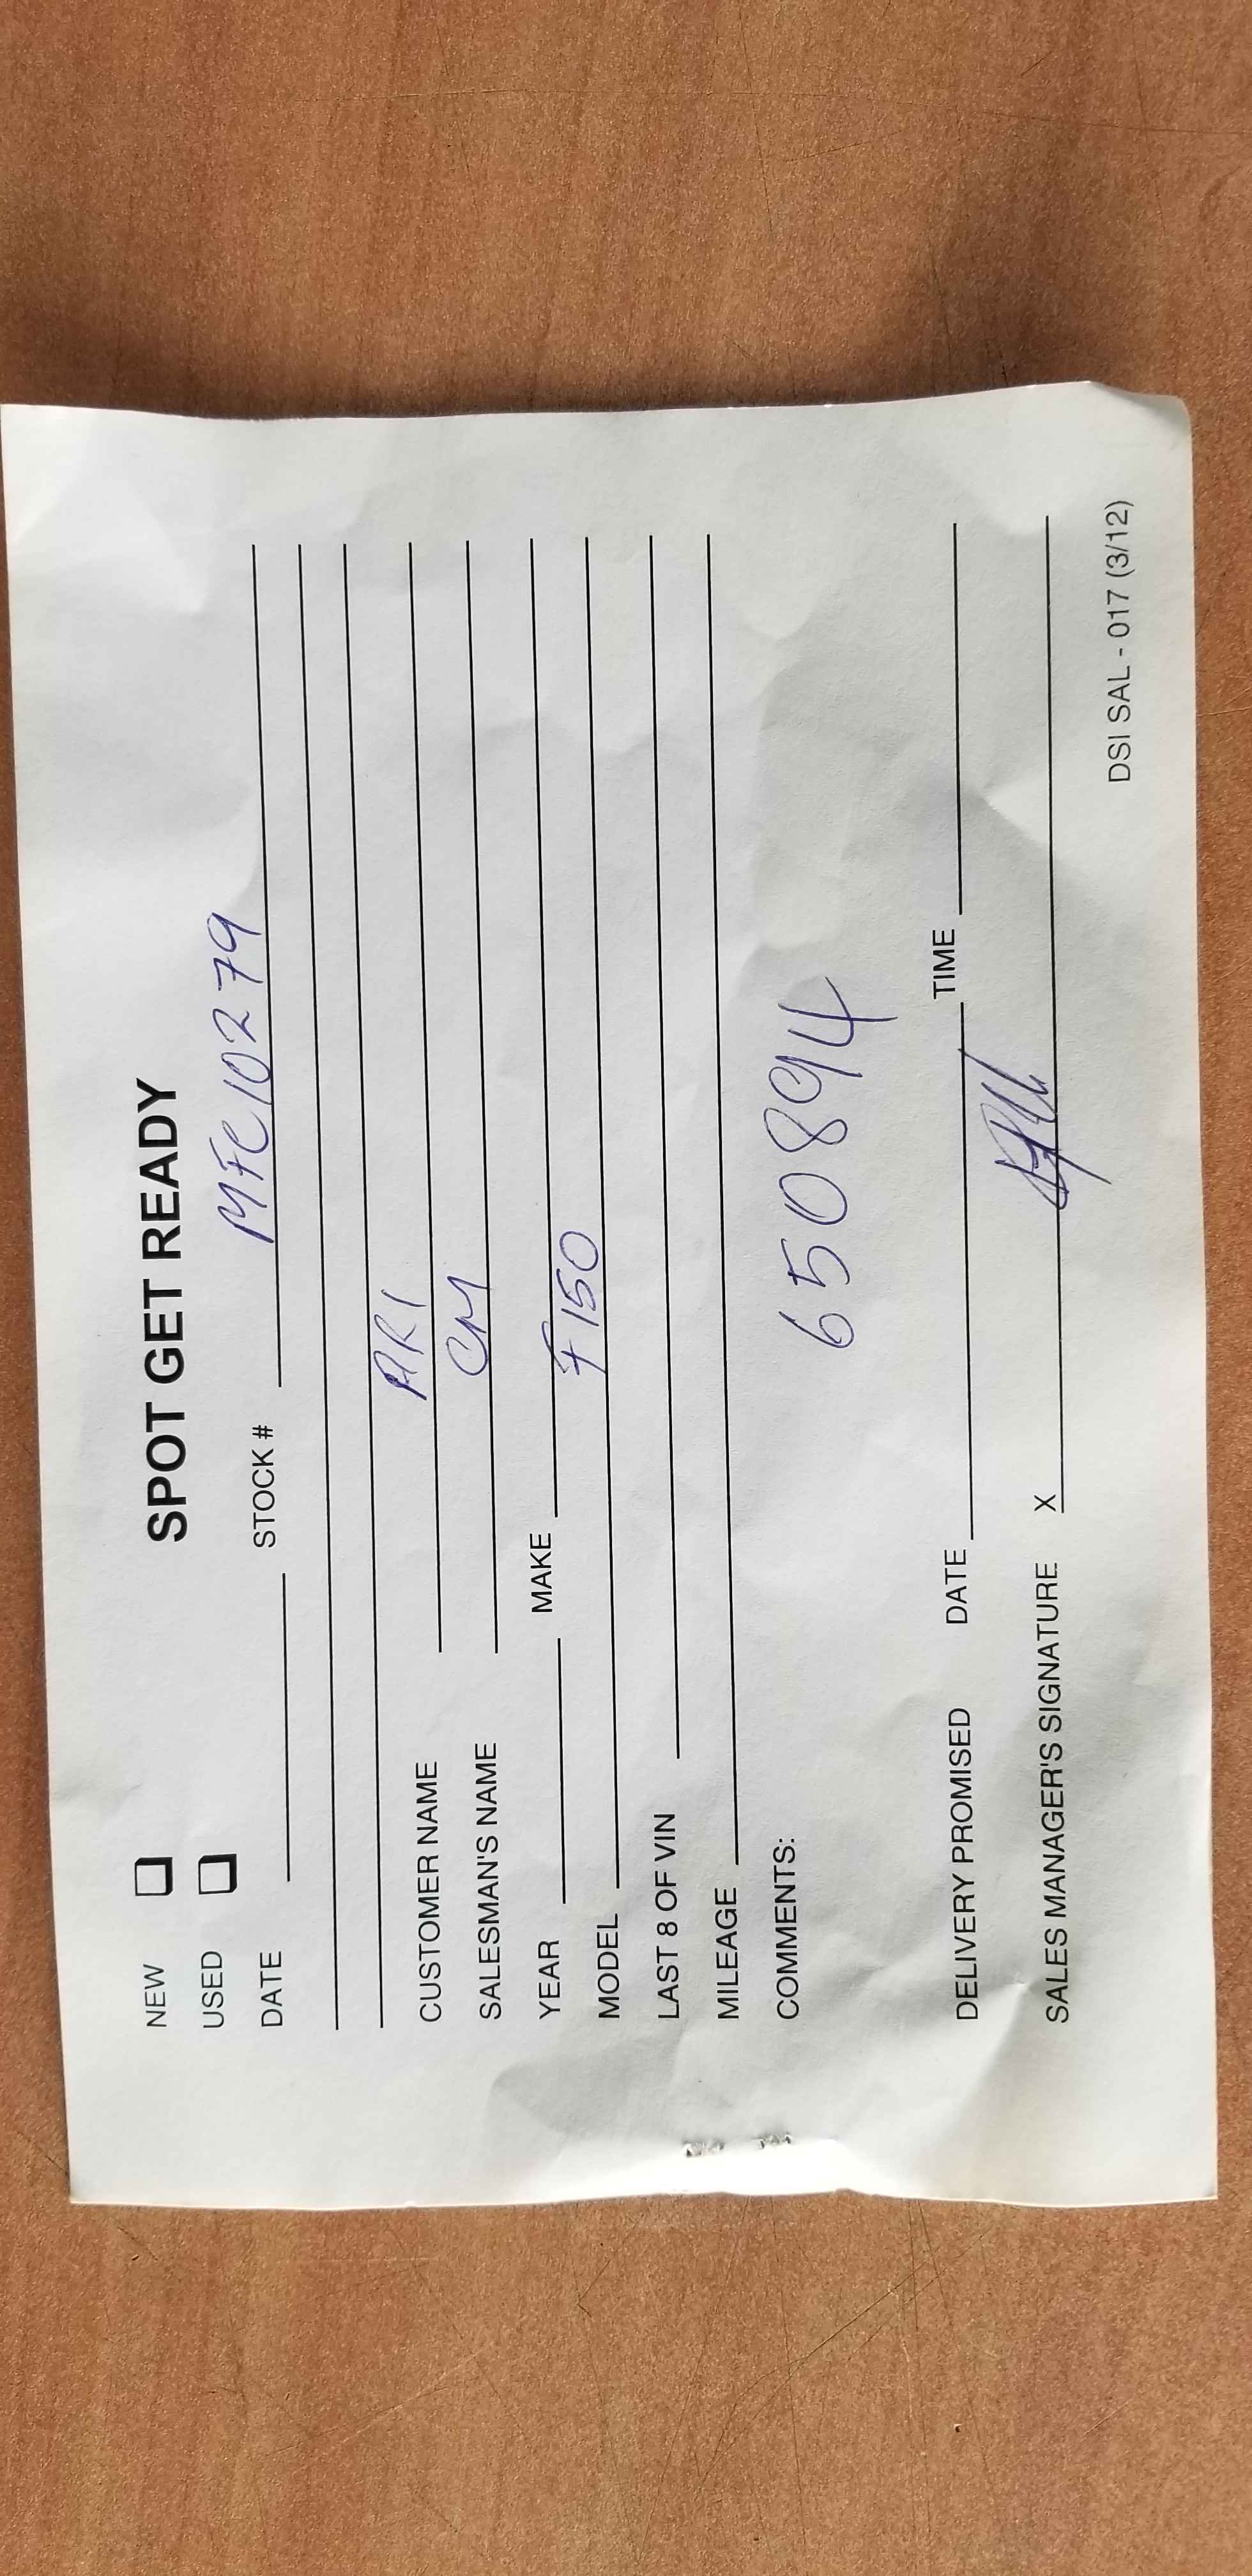 NEW
SPOT GET READY
USED
DATE STOCK # MFC10279
CUSTOMER NAME ARI
SALESMAN'S NAME CM
YEAR MAKE
MODEL F150
LAST 8 OF VIN
MILEAGE
COMMENTS:
650894
DELIVERY PROMISED DATE TIME
SALES MANAGER'S SIGNATURE X
DSI SAL - 017 (3/12)